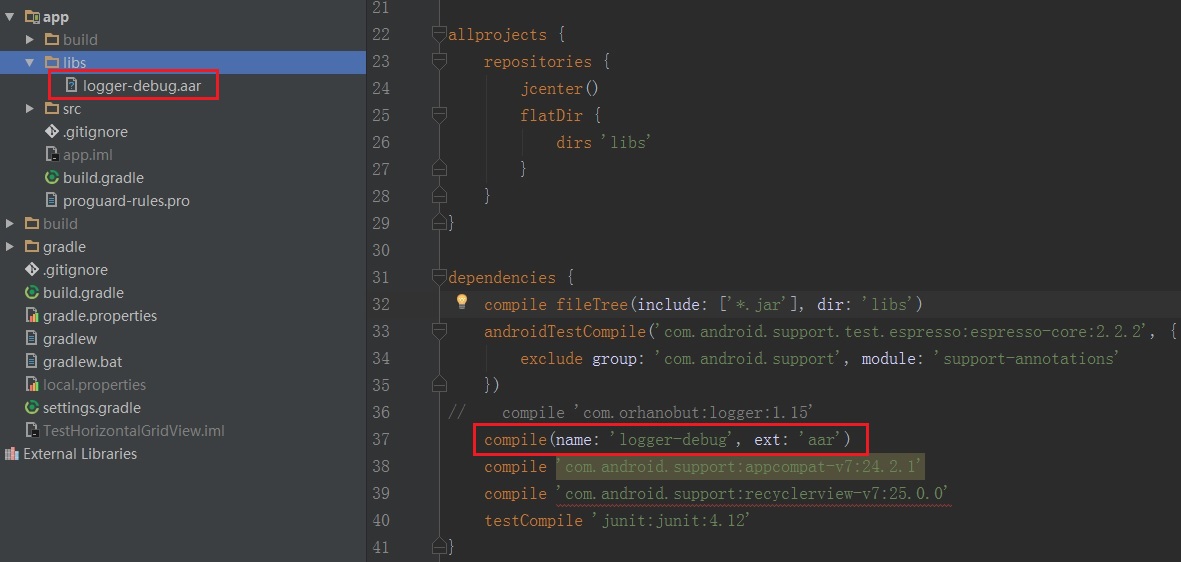 app
build
libs
logger-debug.aar
src
.gitignore
app.iml
build.gradle
proguard-rules.pro
build
gradle
.gitignore
build.gradle
gradle.properties
gradlew
gradlew.bat
local.properties
settings.gradle
TestHorizontalGridView.iml
External Libraries
21
22 allprojects {
23 repositories {
24 jcenter()
25 flatDir {
26 dirs 'libs'
27 }
28 }
29 }
30
31 dependencies {
32 compile fileTree(include: ['*.jar'], dir: 'libs')
33 androidTestCompile('com.android.support.test.espresso:espresso-core:2.2.2', {
34 exclude group: 'com.android.support', module: 'support-annotations'
35 })
36 // compile 'com.orhanobut:logger:1.15'
37 compile(name: 'logger-debug', ext: 'aar')
38 compile 'com.android.support:appcompat-v7:24.2.1'
39 compile 'com.android.support:recyclerview-v7:25.0.0'
40 testCompile 'junit:junit:4.12'
41 }